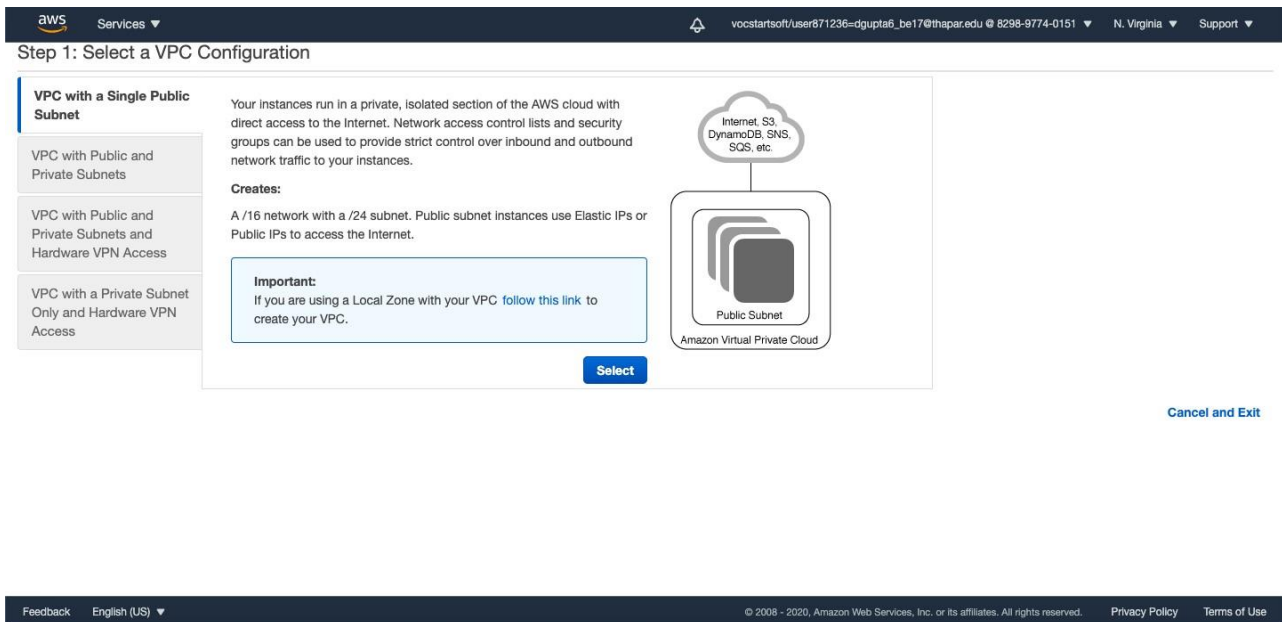 aws Services ▼ vocstartsoft/user871236=dgupta6_be17@thapar.edu @ 8298-9774-0151 ▼ N. Virginia ▼ Support ▼
Step 1: Select a VPC Configuration
VPC with a Single Public
Subnet
VPC with Public and
Private Subnets
VPC with Public and
Private Subnets and
Hardware VPN Access
VPC with a Private Subnet
Only and Hardware VPN
Access
Your instances run in a private, isolated section of the AWS cloud with
direct access to the Internet. Network access control lists and security
groups can be used to provide strict control over inbound and outbound
network traffic to your instances.
Creates:
A /16 network with a /24 subnet. Public subnet instances use Elastic IPs or
Public IPs to access the Internet.
Important:
If you are using a Local Zone with your VPC follow this link to
create your VPC.
Select
Internet, S3,
DynamoDB, SNS,
SQS, etc.
Public Subnet
Amazon Virtual Private Cloud
Cancel and Exit
Feedback English (US) ▼ © 2008 - 2020, Amazon Web Services, Inc. or its affiliates. All rights reserved. Privacy Policy Terms of Use